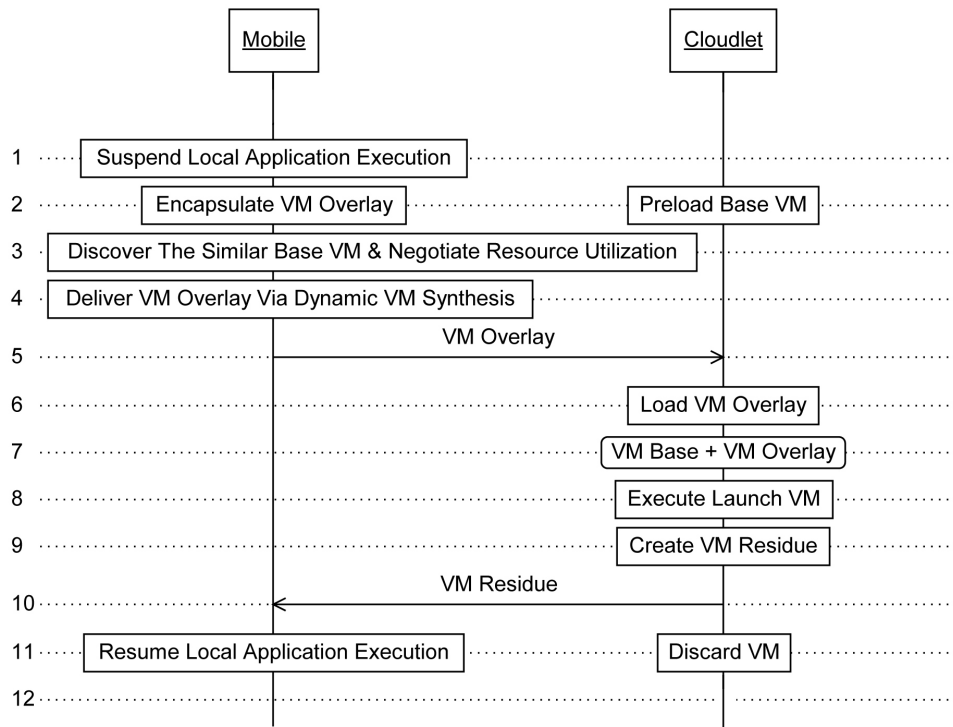 Mobile Cloudlet
1 Suspend Local Application Execution
2 Encapsulate VM Overlay Preload Base VM
3 Discover The Similar Base VM & Negotiate Resource Utilization
4 Deliver VM Overlay Via Dynamic VM Synthesis
VM Overlay
5
6 Load VM Overlay
7 VM Base + VM Overlay
8 Execute Launch VM
9 Create VM Residue
VM Residue
10
11 Resume Local Application Execution Discard VM
12